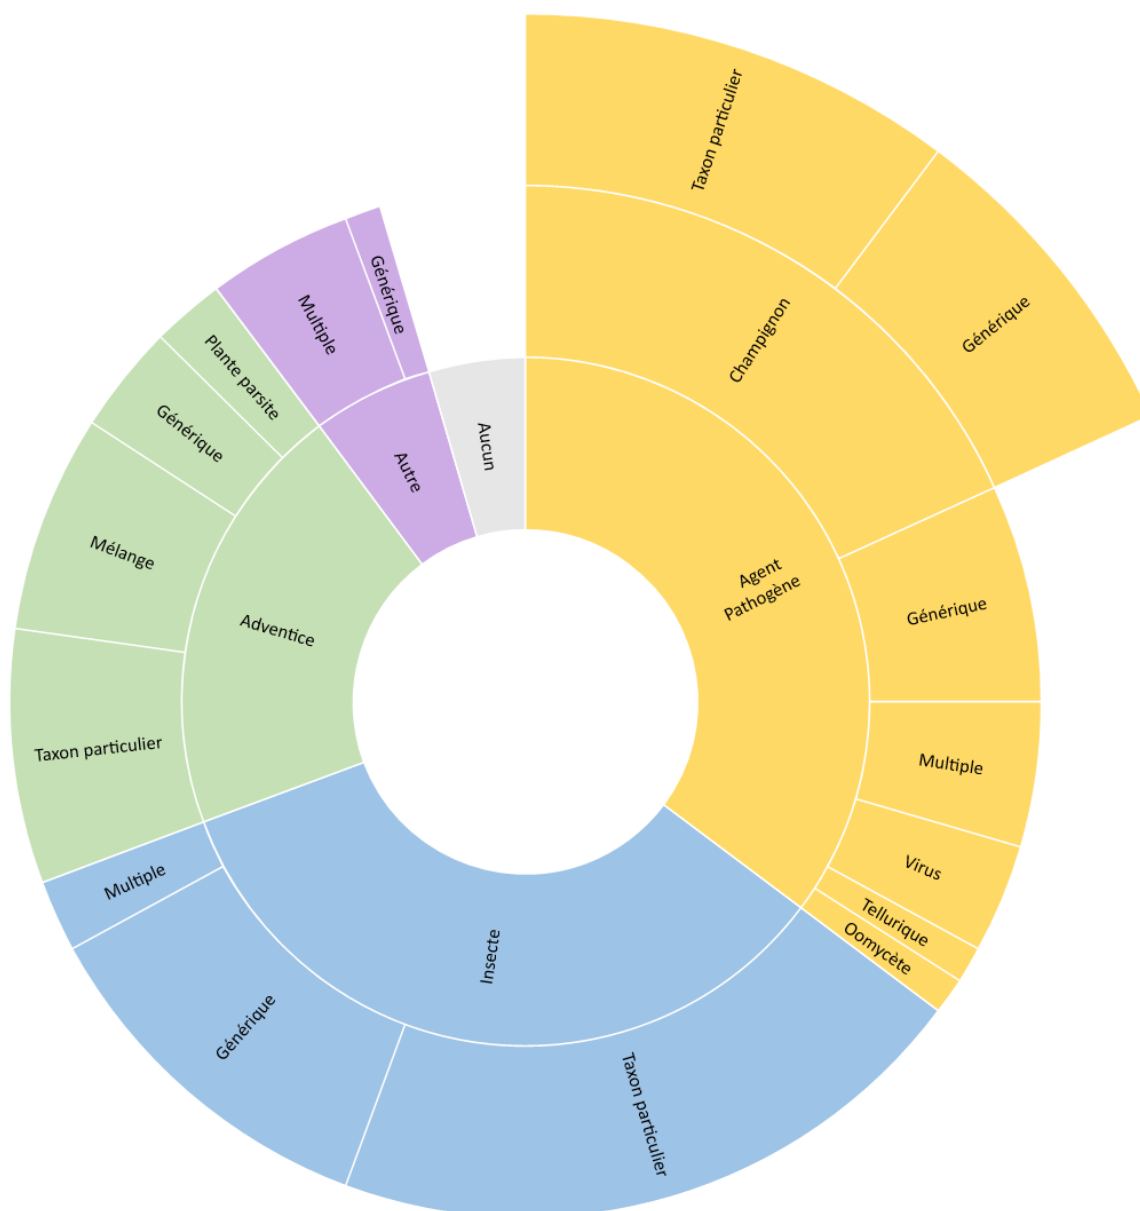 Taxon particulier
Générique
Champignon
Agent
Pathogène
Générique
Multiple
Virus
Tellurique
Oomycète
Insecte
Taxon particulier
Générique
Multiple
Adventice
Taxon particulier
Mélange
Générique
Plante parsite
Autre
Multiple
Générique
Aucun